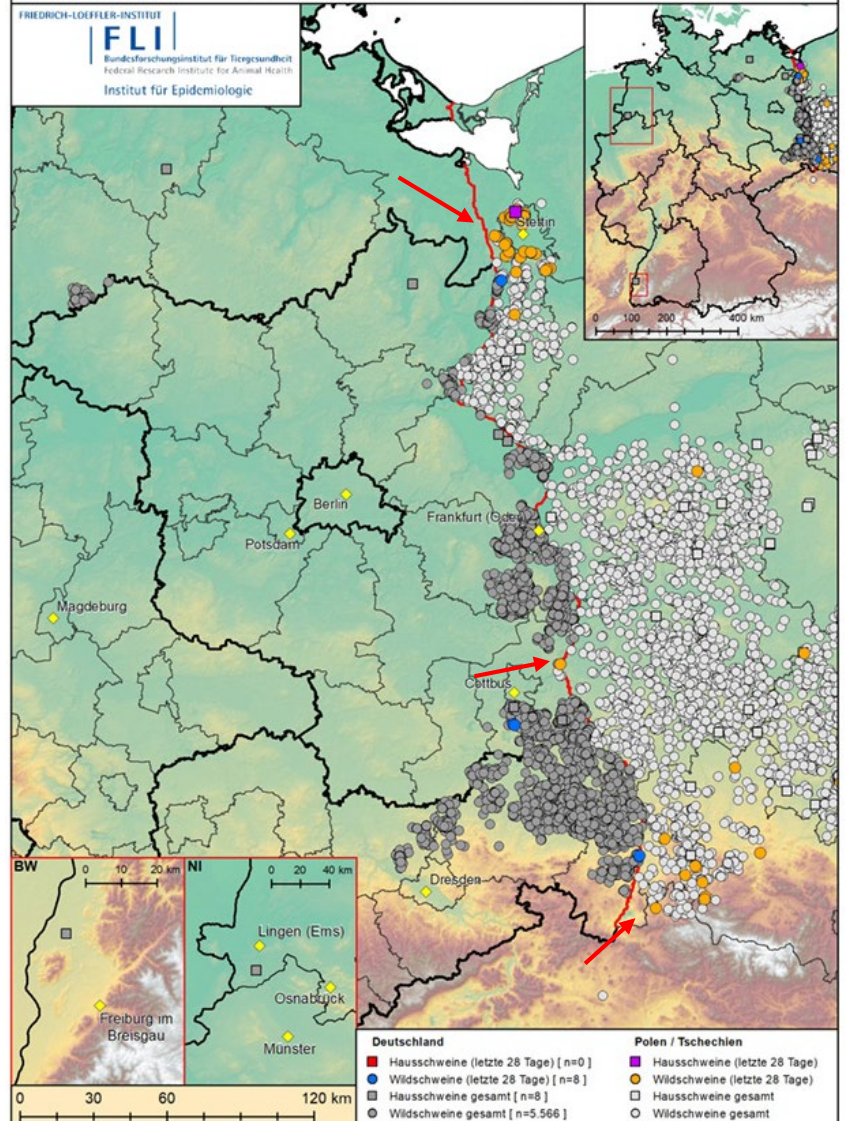 FRIEDRICH-LOEFFLER-INSTITUT
FLI
Bundesforschungsinstitut für Tiergesundheit
Federal Research Institute for Animal Health
Institut für Epidemiologie
Stettin
0 100 200 400 km
Berlin
Frankfurt (Oder)
Potsdam
Magdeburg
Cottbus
Dresden
BW
0 10 20 km
Freiburg im
Breisgau
NI
0 20 40 km
Lingen (Ems)
Osnabrück
Münster
0 30 60 120 km
Deutschland
Hausschweine (letzte 28 Tage) [ n=0 ]
Wildschweine (letzte 28 Tage) [ n=8 ]
Hausschweine gesamt [ n=8 ]
Wildschweine gesamt [ n=5.566 ]
Polen / Tschechien
Hausschweine (letzte 28 Tage)
Wildschweine (letzte 28 Tage)
Hausschweine gesamt
Wildschweine gesamt